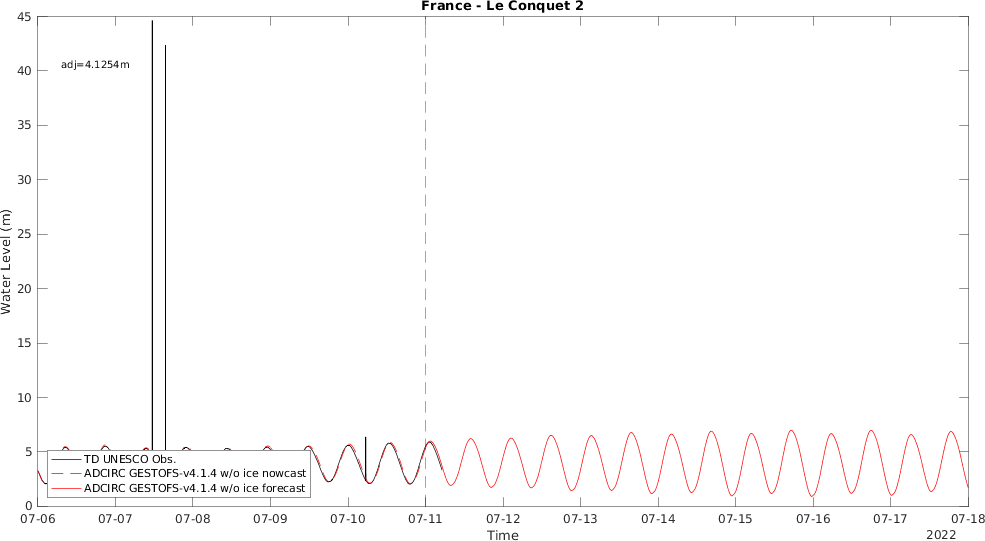 France - Le Conquet 2
45
adj=4.1254m
40
35
30
25
20
15
10
5
0
Water Level (m)
TD UNESCO Obs.
ADCIRC GESTOFS-v4.1.4 w/o ice nowcast
ADCIRC GESTOFS-v4.1.4 w/o ice forecast
07-06 07-07 07-08 07-09 07-10 07-11 07-12 07-13 07-14 07-15 07-16 07-17 07-18
Time
2022